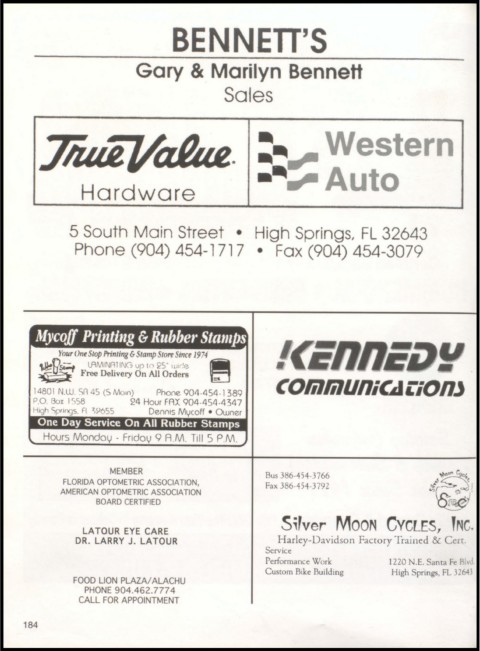 BENNETT'S
Gary & Marilyn Bennett
Sales
True Value.
Hardware
Western
Auto
5 South Main Street • High Springs, FL 32643
Phone (904) 454-1717 • Fax (904) 454-3079
Mycoff Printing & Rubber Stamps
Your One Stop Printing & Stamp Store Since 1974
LAMINATING up to 25" wide
Free Delivery On All Orders
14801 N.W. SR 45 (S Main) Phone 904-454-1389
P.O. Box 1558 24 Hour FAX 904-454-4347
High Springs, Fl 32655 Dennis Mycoff • Owner
One Day Service On All Rubber Stamps
Hours Monday - Friday 9 A.M. Till 5 P.M.
KENNEDY
COMMUNICATIONS
MEMBER
FLORIDA OPTOMETRIC ASSOCIATION,
AMERICAN OPTOMETRIC ASSOCIATION
BOARD CERTIFIED
LATOUR EYE CARE
DR. LARRY J. LATOUR
FOOD LION PLAZA/ALACHU
PHONE 904.462.7774
CALL FOR APPOINTMENT
Bus 386-454-3766
Fax 386-454-3792
Silver Moon Cycles
Silver Moon Cycles, Inc.
Harley-Davidson Factory Trained & Cert.
Service
Performance Work 1220 N.E. Santa Fe Blvd
Custom Bike Building High Springs, FL 32643
184